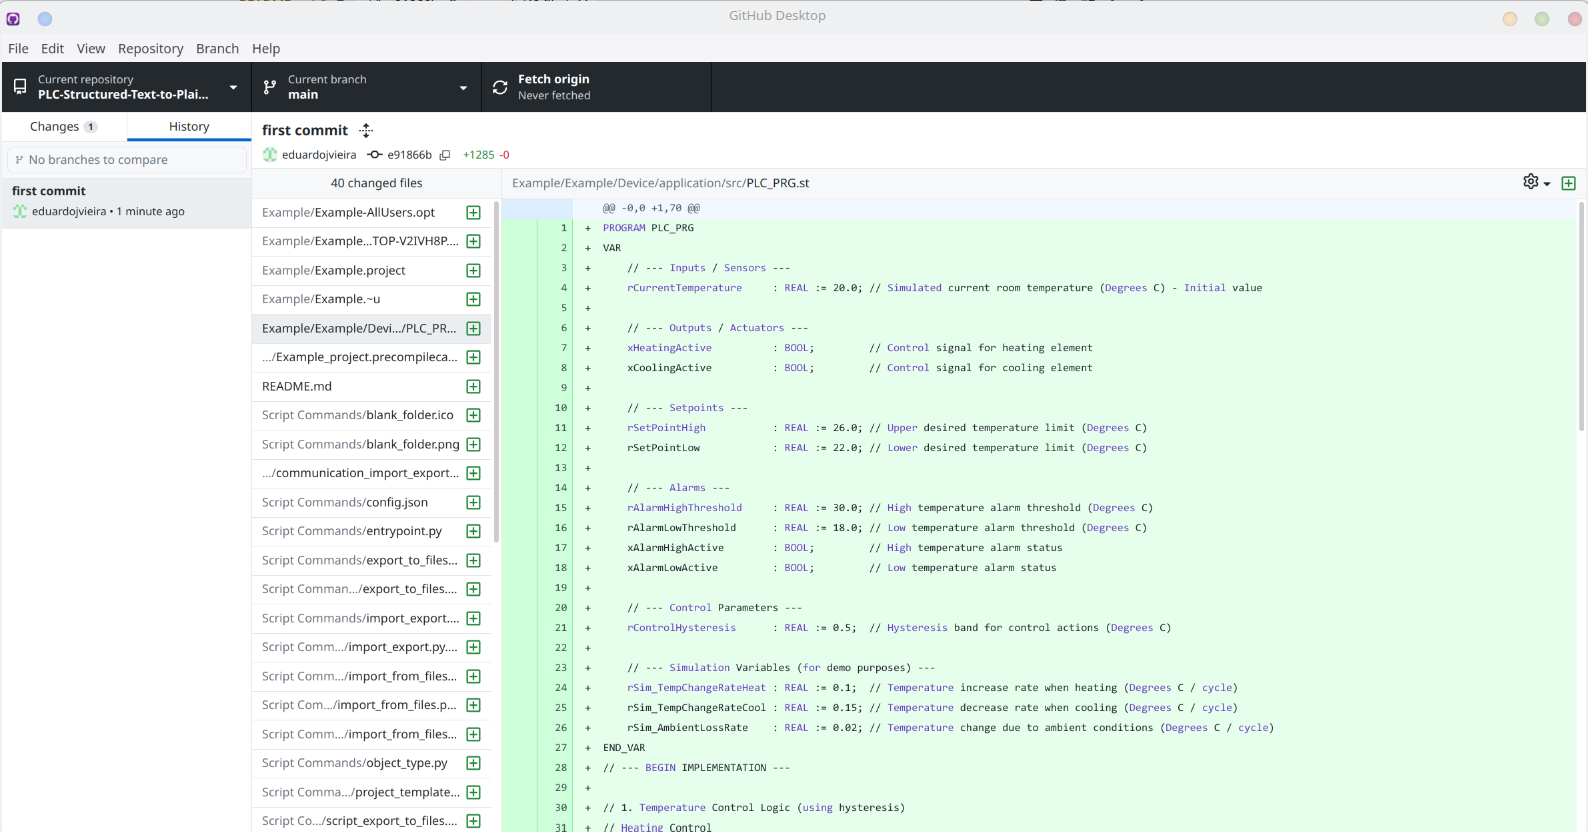 GitHub Desktop
File Edit View Repository Branch Help
Current repository
PLC-Structured-Text-to-Plai...
Current branch
main
Fetch origin
Never fetched
Changes 1
History
No branches to compare
first commit
eduardojvieira • 1 minute ago
first commit
eduardojvieira e91866b +1285 -0
40 changed files
Example/Example-AllUsers.opt
Example/Example...TOP-V2IVH8P....
Example/Example.project
Example/Example.~u
Example/Example/Devi.../PLC_PR...
.../Example_project.precompileca...
README.md
Script Commands/blank_folder.ico
Script Commands/blank_folder.png
.../communication_import_export...
Script Commands/config.json
Script Commands/entrypoint.py
Script Commands/export_to_files...
Script Comman.../export_to_files....
Script Commands/import_export....
Script Comm.../import_export.py....
Script Comm.../import_from_files...
Script Com.../import_from_files.p...
Script Comm.../import_from_files...
Script Commands/object_type.py
Script Comma.../project_template...
Script Co.../script_export_to_files....
Example/Example/Device/application/src/PLC_PRG.st
@@ -0,0 +1,70 @@
1 + PROGRAM PLC_PRG
2 + VAR
3 + // --- Inputs / Sensors ---
4 + rCurrentTemperature : REAL := 20.0; // Simulated current room temperature (Degrees C) - Initial value
5 +
6 + // --- Outputs / Actuators ---
7 + xHeatingActive : BOOL; // Control signal for heating element
8 + xCoolingActive : BOOL; // Control signal for cooling element
9 +
10 + // --- Setpoints ---
11 + rSetPointHigh : REAL := 26.0; // Upper desired temperature limit (Degrees C)
12 + rSetPointLow : REAL := 22.0; // Lower desired temperature limit (Degrees C)
13 +
14 + // --- Alarms ---
15 + rAlarmHighThreshold : REAL := 30.0; // High temperature alarm threshold (Degrees C)
16 + rAlarmLowThreshold : REAL := 18.0; // Low temperature alarm threshold (Degrees C)
17 + xAlarmHighActive : BOOL; // High temperature alarm status
18 + xAlarmLowActive : BOOL; // Low temperature alarm status
19 +
20 + // --- Control Parameters ---
21 + rControlHysteresis : REAL := 0.5; // Hysteresis band for control actions (Degrees C)
22 +
23 + // --- Simulation Variables (for demo purposes) ---
24 + rSim_TempChangeRateHeat : REAL := 0.1; // Temperature increase rate when heating (Degrees C / cycle)
25 + rSim_TempChangeRateCool : REAL := 0.15; // Temperature decrease rate when cooling (Degrees C / cycle)
26 + rSim_AmbientLossRate : REAL := 0.02; // Temperature change due to ambient conditions (Degrees C / cycle)
27 + END_VAR
28 + // --- BEGIN IMPLEMENTATION ---
29 +
30 + // 1. Temperature Control Logic (using hysteresis)
31 + // Heating Control